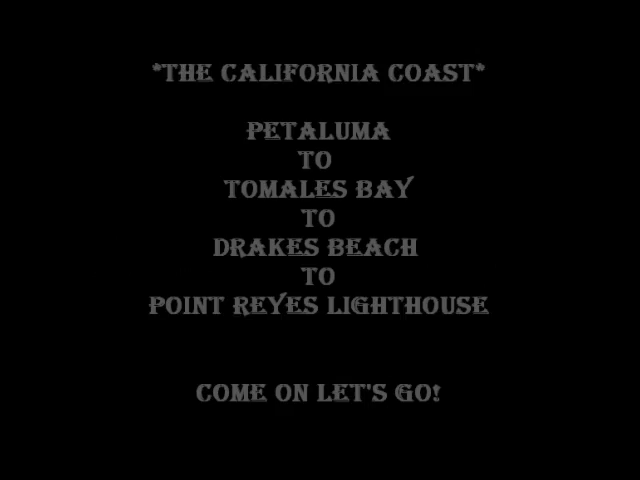 *THE CALIFORNIA COAST*
PETALUMA
TO
TOMALES BAY
TO
DRAKES BEACH
TO
POINT REYES LIGHTHOUSE
COME ON LET'S GO!